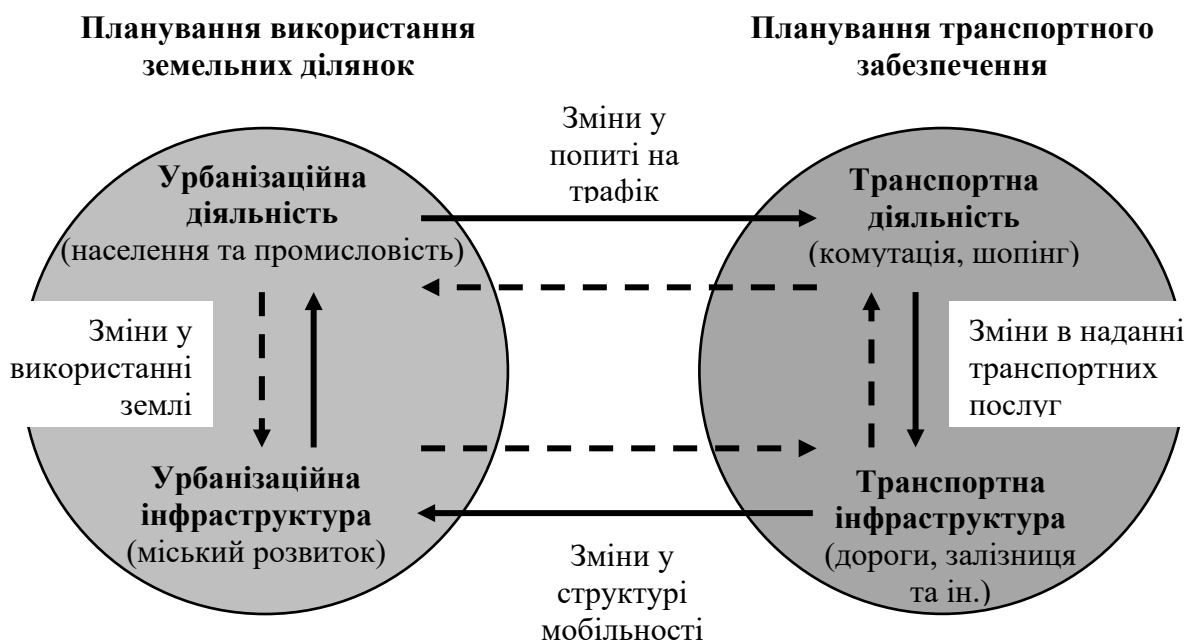 Планування використання
земельних ділянок
Планування транспортного
забезпечення
Зміни у
попиті на
трафік
Урбанізаційна
діяльність
(населення та промисловість)
Транспортна
діяльність
(комутація, шопінг)
Зміни у
використанні
землі
Зміни в наданні
транспортних
послуг
Урбанізаційна
інфраструктура
(міський розвиток)
Транспортна
інфраструктура
(дороги, залізниця
та ін.)
Зміни у
структурі
мобільності